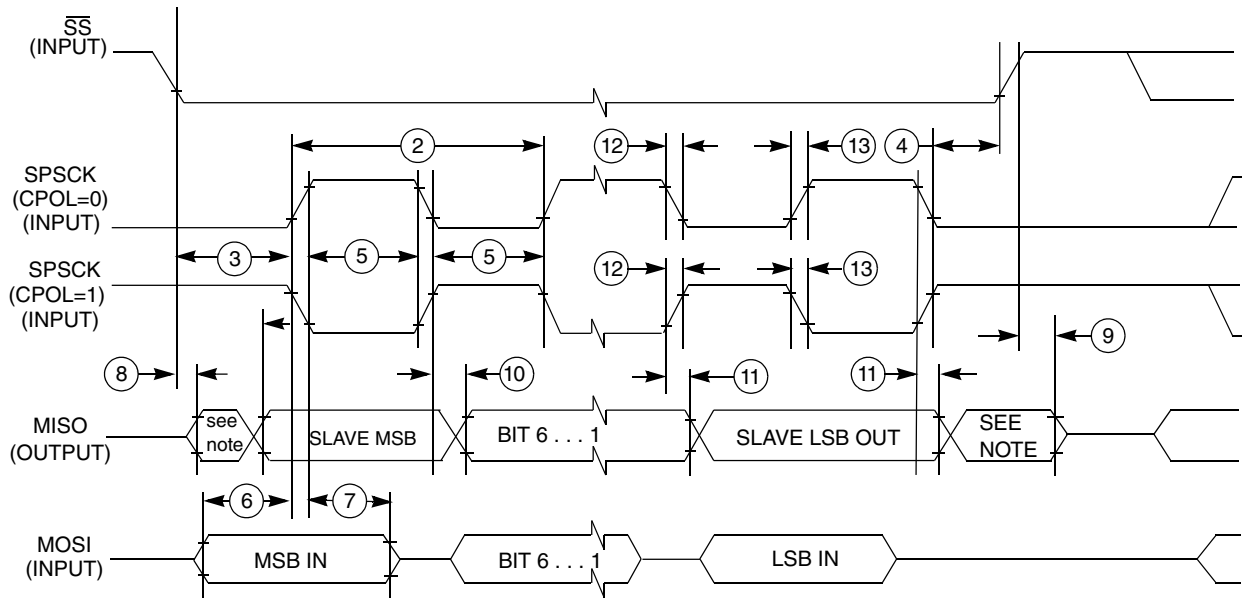 SS
(INPUT)
2
12
13
4
SPSCK
(CPOL=0)
(INPUT)
3
5
5
12
13
SPSCK
(CPOL=1)
(INPUT)
8
10
11
11
9
MISO
(OUTPUT)
see
note
SLAVE MSB
BIT 6 . . . 1
SLAVE LSB OUT
SEE
NOTE
6
7
MOSI
(INPUT)
MSB IN
BIT 6 . . . 1
LSB IN